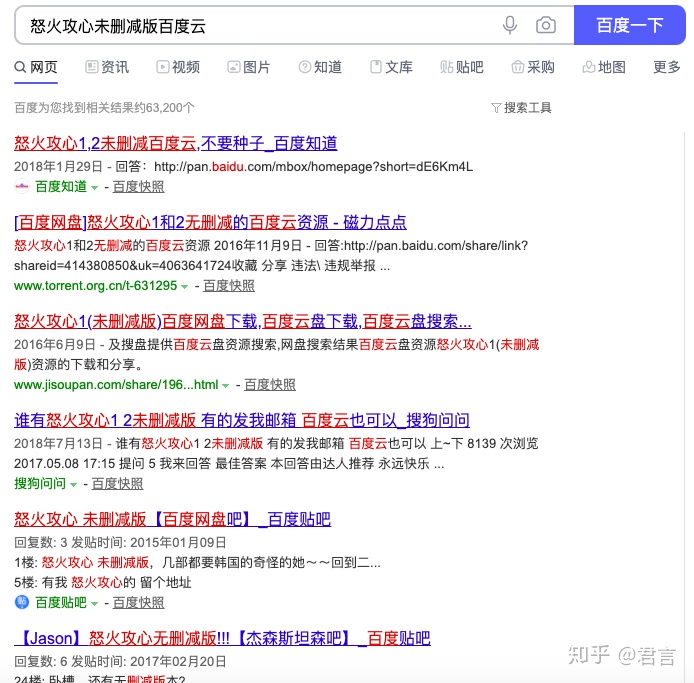 怒火攻心未删减版百度云
百度一下
网页 资讯 视频 图片 知道 文库 贴吧 采购 地图 更多
百度为您找到相关结果约63,200个
搜索工具
怒火攻心1,2未删减百度云,不要种子_百度知道
2018年1月29日 - 回答：http://pan.baidu.com/mbox/homepage?short=dE6Km4L
百度知道 - 百度快照
[百度网盘]怒火攻心1和2无删减的百度云资源 - 磁力点点
怒火攻心1和2无删减的百度云资源 2016年11月9日 - 回答:http://pan.baidu.com/share/link?
shareid=414380850&uk=4063641724收藏 分享 违法\ 违规举报 ...
www.torrent.org.cn/t-631295 - 百度快照
怒火攻心1(未删减版)百度网盘下载,百度云盘下载,百度云盘搜索...
2016年6月9日 - 及搜盘提供百度云盘资源搜索,网盘搜索结果百度云盘资源怒火攻心1(未删减
版)资源的下载和分享。
www.jisoupan.com/share/196...html - 百度快照
谁有怒火攻心1 2未删减版 有的发我邮箱 百度云也可以_搜狗问问
2018年7月13日 - 谁有怒火攻心1 2未删减版 有的发我邮箱 百度云也可以 上~下 8139 次浏览
2017.05.08 17:15 提问 5 我来回答 最佳答案 本回答由达人推荐 永远快乐 ...
搜狗问问 - 百度快照
怒火攻心 未删减版【百度网盘吧】_百度贴吧
回复数: 3 发贴时间: 2015年01月09日
1楼: 怒火攻心 未删减版，几部都要韩国的奇怪的她～～回到二...
5楼: 有我 怒火攻心的 留个地址
百度贴吧 - 百度快照
【Jason】怒火攻心无删减版!!!【杰森斯坦森吧】_百度贴吧
回复数: 6 发贴时间: 2017年02月20日
24楼: 卧槽，还有无删减版本?
知乎 @君言